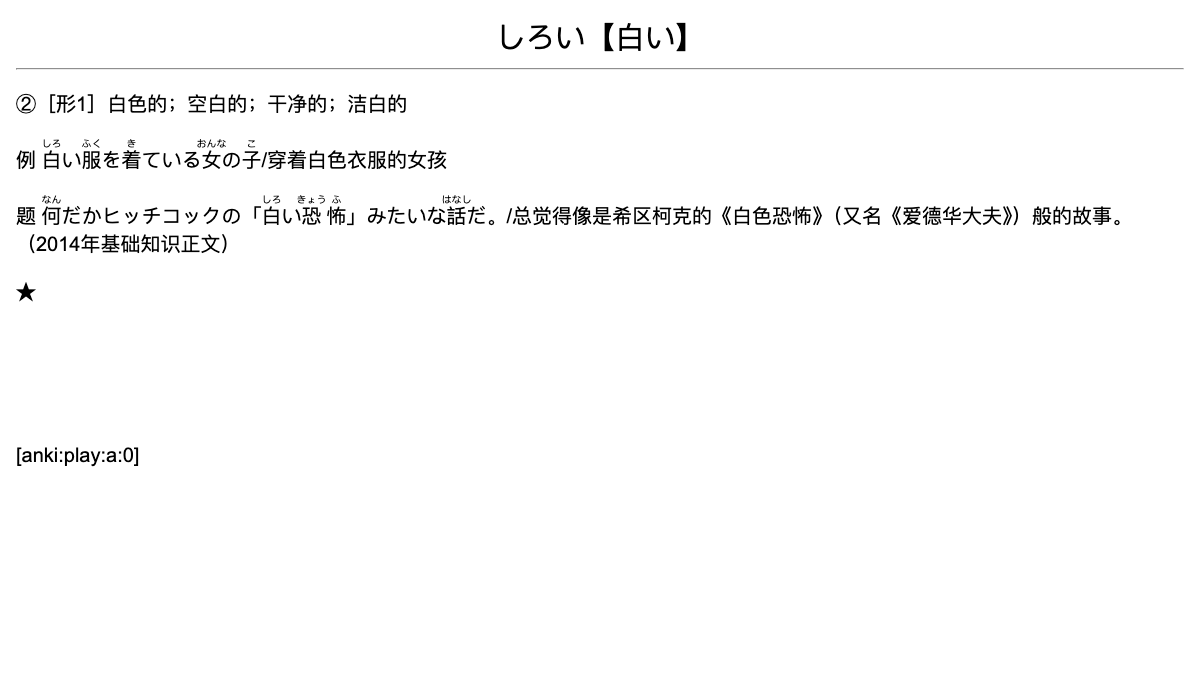 しろい【白い】
②［形1］白色的；空白的；干净的；洁白的
しろ ふく き おんな こ
例 白い服を着ている女の子/穿着白色衣服的女孩
なん しろ きょう ふ はなし
题 何だかヒッチコックの「白い恐怖」みたいな話だ。/总觉得像是希区柯克的《白色恐怖》（又名《爱德华大夫》）般的故事。
（2014年基础知识正文）
★
[anki:play:a:0]